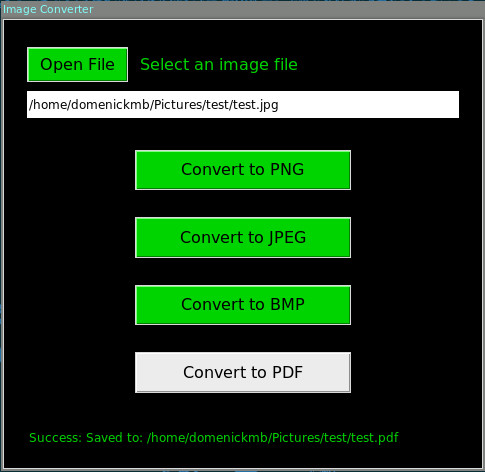 Image Converter
Open File Select an image file
/home/domenickmb/Pictures/test/test.jpg
Convert to PNG
Convert to JPEG
Convert to BMP
Convert to PDF
Success: Saved to: /home/domenickmb/Pictures/test/test.pdf